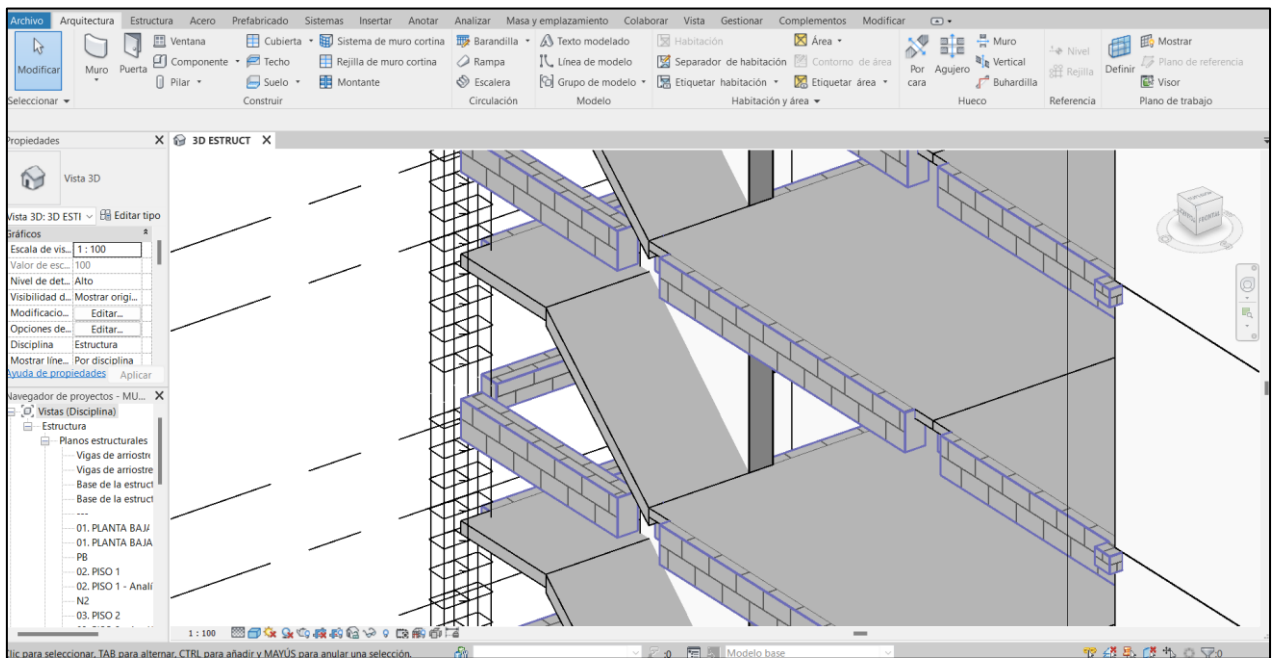 Archivo Arquitectura Estructura Acero Prefabricado Sistemas Insertar Anotar Analizar Masa y emplazamiento Colaborar Vista Gestionar Complementos Modificar
Modificar
Muro
Puerta
Ventana
Componente
Pilar
Cubierta
Techo
Suelo
Sistema de muro cortina
Rejilla de muro cortina
Montante
Barandilla
Rampa
Escalera
Texto modelado
Línea de modelo
Grupo de modelo
Habitación
Separador de habitación
Etiquetar habitación
Área
Contorno de área
Etiquetar área
Por cara
Agujero
Muro
Vertical
Buhardilla
Nivel
Rejilla
Definir
Mostrar
Plano de referencia
Visor
Seleccionar Construir Circulación Modelo Habitación y área Hueco Referencia Plano de trabajo
Propiedades X
3D ESTRUCT X
Vista 3D
Vista 3D: 3D ESTI Editar tipo
Gráficos
Escala de vis... 1 : 100
Valor de esc... 100
Nivel de det... Alto
Visibilidad d... Mostrar origi...
Modificacio... Editar...
Opciones de... Editar...
Disciplina Estructura
Mostrar líne... Por disciplina
Ayuda de propiedades Aplicar
Navegador de proyectos - MU... X
Vistas (Disciplina)
Estructura
Planos estructurales
Vigas de arriostre
Vigas de arriostre
Base de la estruct
Base de la estruct
---
01. PLANTA BAJA
01. PLANTA BAJA
PB
02. PISO 1
02. PISO 1 - Analí
N2
03. PISO 2
FRONTAL
1 : 100
Clic para seleccionar, TAB para alternar, CTRL para añadir y MAYÚS para anular una selección.
:0
Modelo base
:0